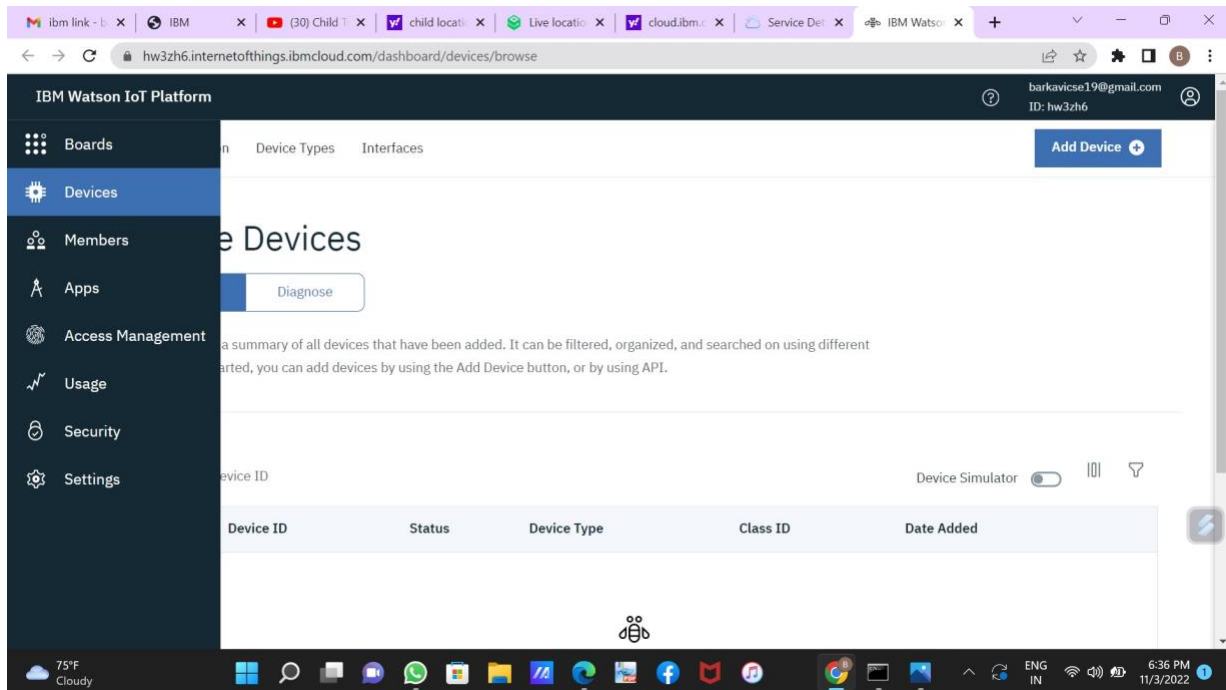 ibm link - b
IBM
(30) Child T
child locati
Live locatio
cloud.ibm.c
Service Det
IBM Watso
hw3zh6.internetofthings.ibmcloud.com/dashboard/devices/browse
B
IBM Watson IoT Platform
barkavicse19@gmail.com
ID: hw3zh6
Boards
Devices
Members
Apps
Access Management
Usage
Security
Settings
n Device Types Interfaces
Add Device
e Devices
Diagnose
a summary of all devices that have been added. It can be filtered, organized, and searched on using different
arted, you can add devices by using the Add Device button, or by using API.
evice ID
Device Simulator
Device ID Status Device Type Class ID Date Added
75°F
Cloudy
ENG
IN
6:36 PM
11/3/2022
1